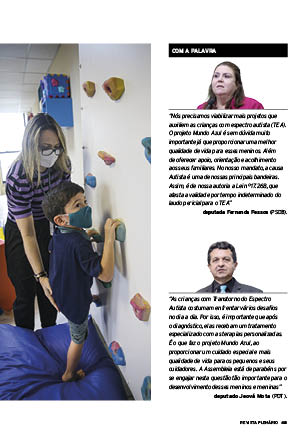 COM A PALAVRA
"Nós precisamos viabilizar mais projetos que
auxiliem as crianças com espectro autista (TEA).
O projeto Mundo Azul é sem dúvida muito
importante já que proporcionar uma melhor
qualidade de vida para esses meninos. Além
de oferecer apoio, orientação e acolhimento
aos seus familiares. No nosso mandato, a causa
Autista é uma de nossas principais bandeiras.
Assim, é de nossa autoria a Lei nº17.268, que
atesta a validade por tempo indeterminado do
laudo pericial para o TEA"
deputada Fernanda Pessoa (PSDB).
"As crianças com Transtorno do Espectro
Autista costumam enfrentar vários desafios
no dia a dia. Por isso, é importante que após
o diagnóstico, elas recebam um tratamento
especializado com as terapias personalizadas.
É o que faz o projeto Mundo Azul, ao
proporcionar um cuidado especial e mais
qualidade de vida para os pequenos e seus
cuidadores. A Assembleia está de parabéns por
se engajar nesta questão tão importante para o
desenvolvimento desses meninos e meninas"
deputado Jeová Mota (PDT).
REVISTA PLENÁRIO